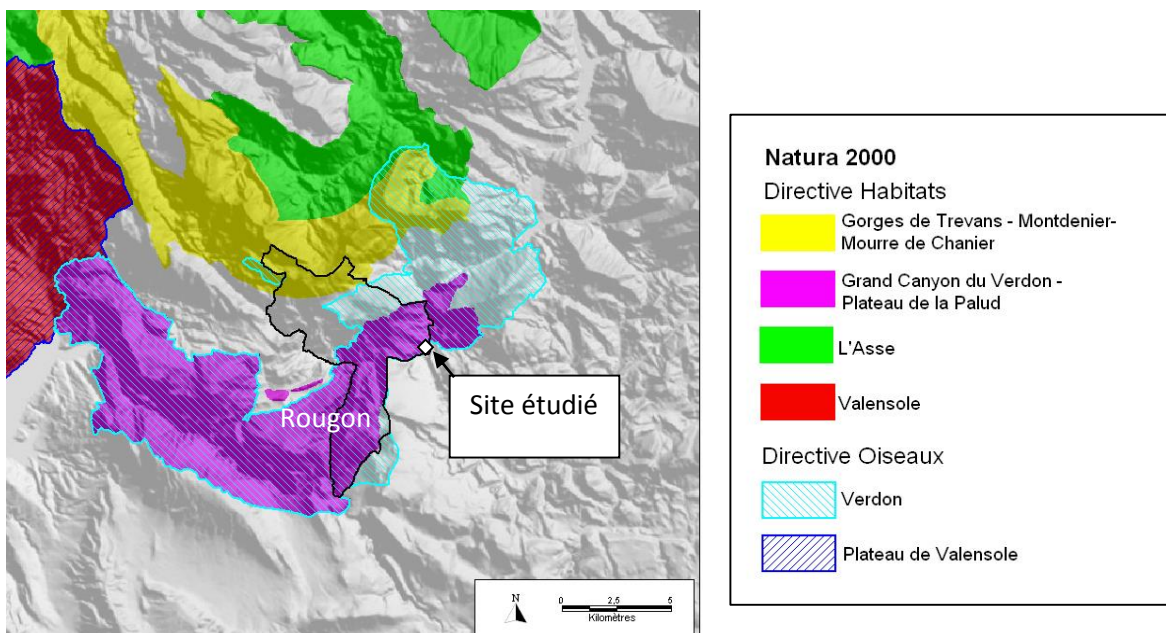 Rougon
Site étudié
N
0 2,5 5
Kilomètres
Natura 2000
Directive Habitats
Gorges de Trevans - Montdenier-
Mourre de Chanier
Grand Canyon du Verdon -
Plateau de la Palud
L'Asse
Valensole
Directive Oiseaux
Verdon
Plateau de Valensole